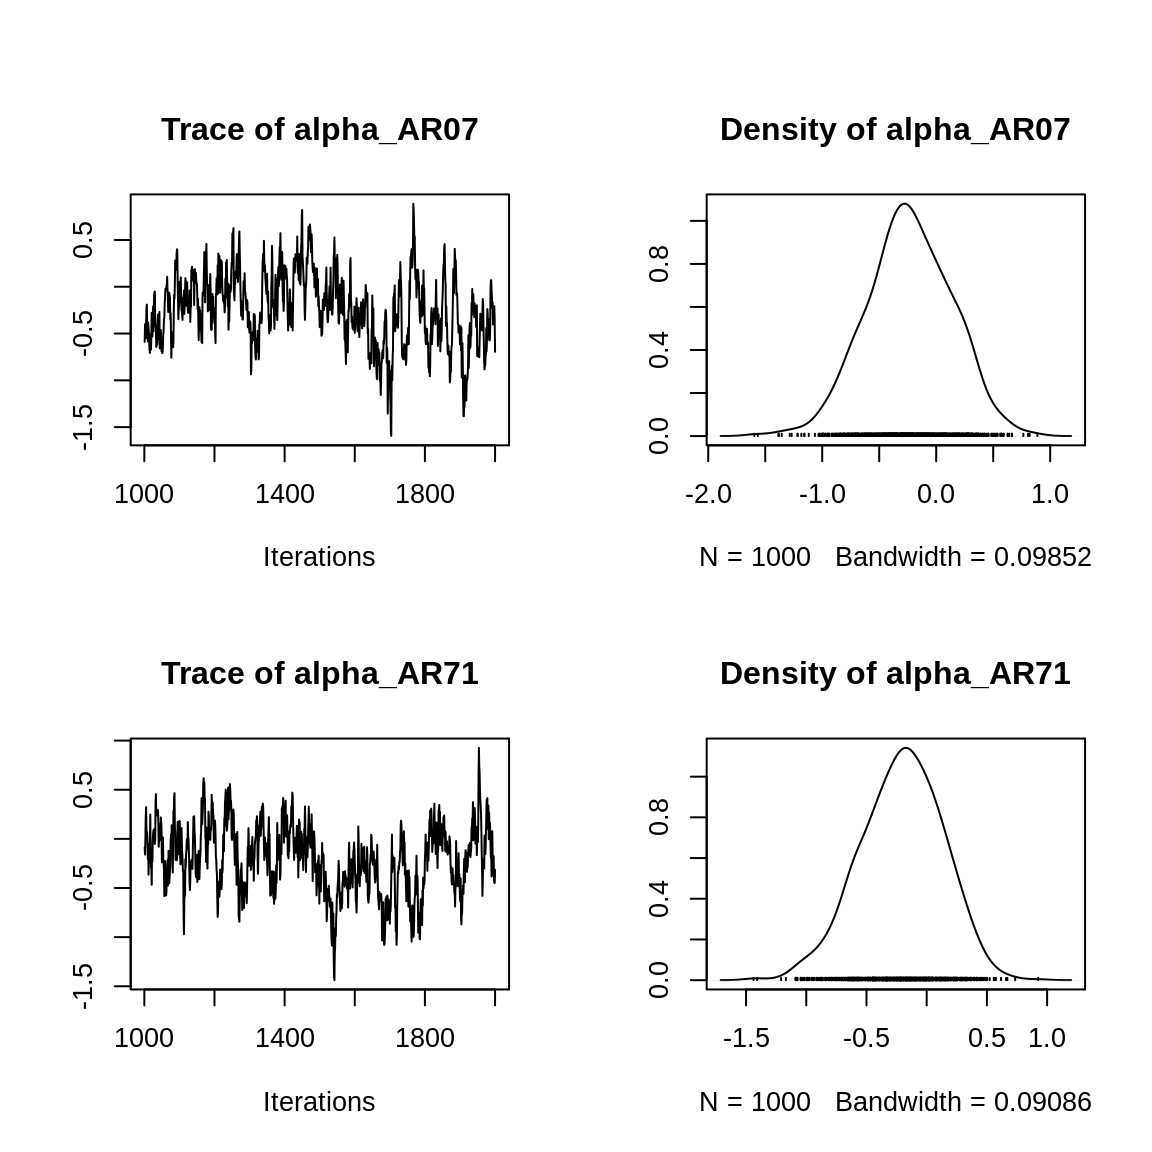 Trace of alpha_AR07
0.5
-0.5
-1.5
1000 1400 1800
Iterations
Density of alpha_AR07
0.8
0.4
0.0
-2.0 -1.0 0.0 1.0
N = 1000 Bandwidth = 0.09852
Trace of alpha_AR71
0.5
-0.5
-1.5
1000 1400 1800
Iterations
Density of alpha_AR71
0.8
0.4
0.0
-1.5 -0.5 0.5 1.0
N = 1000 Bandwidth = 0.09086